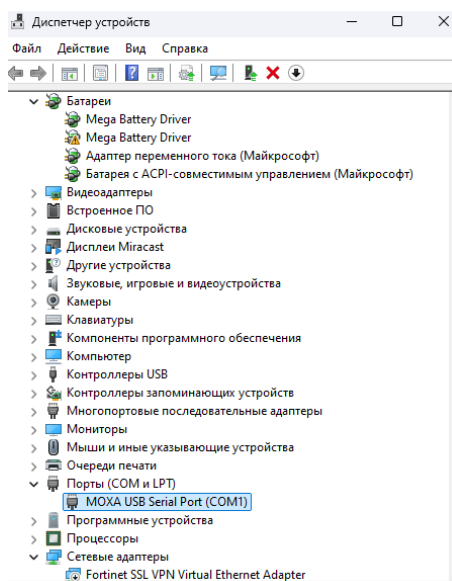 Диспетчер устройств
Файл Действие Вид Справка
Батареи
Mega Battery Driver
Mega Battery Driver
Адаптер переменного тока (Майкрософт)
Батарея с ACPI-совместимым управлением (Майкрософт)
Видеоадаптеры
Встроенное ПО
Дисковые устройства
Дисплеи Miracast
Другие устройства
Звуковые, игровые и видеоустройства
Камеры
Клавиатуры
Компоненты программного обеспечения
Компьютер
Контроллеры USB
Контроллеры запоминающих устройств
Многопортовые последовательные адаптеры
Мониторы
Мыши и иные указывающие устройства
Очереди печати
Порты (COM и LPT)
MOXA USB Serial Port (COM1)
Программные устройства
Процессоры
Сетевые адаптеры
Fortinet SSL VPN Virtual Ethernet Adapter